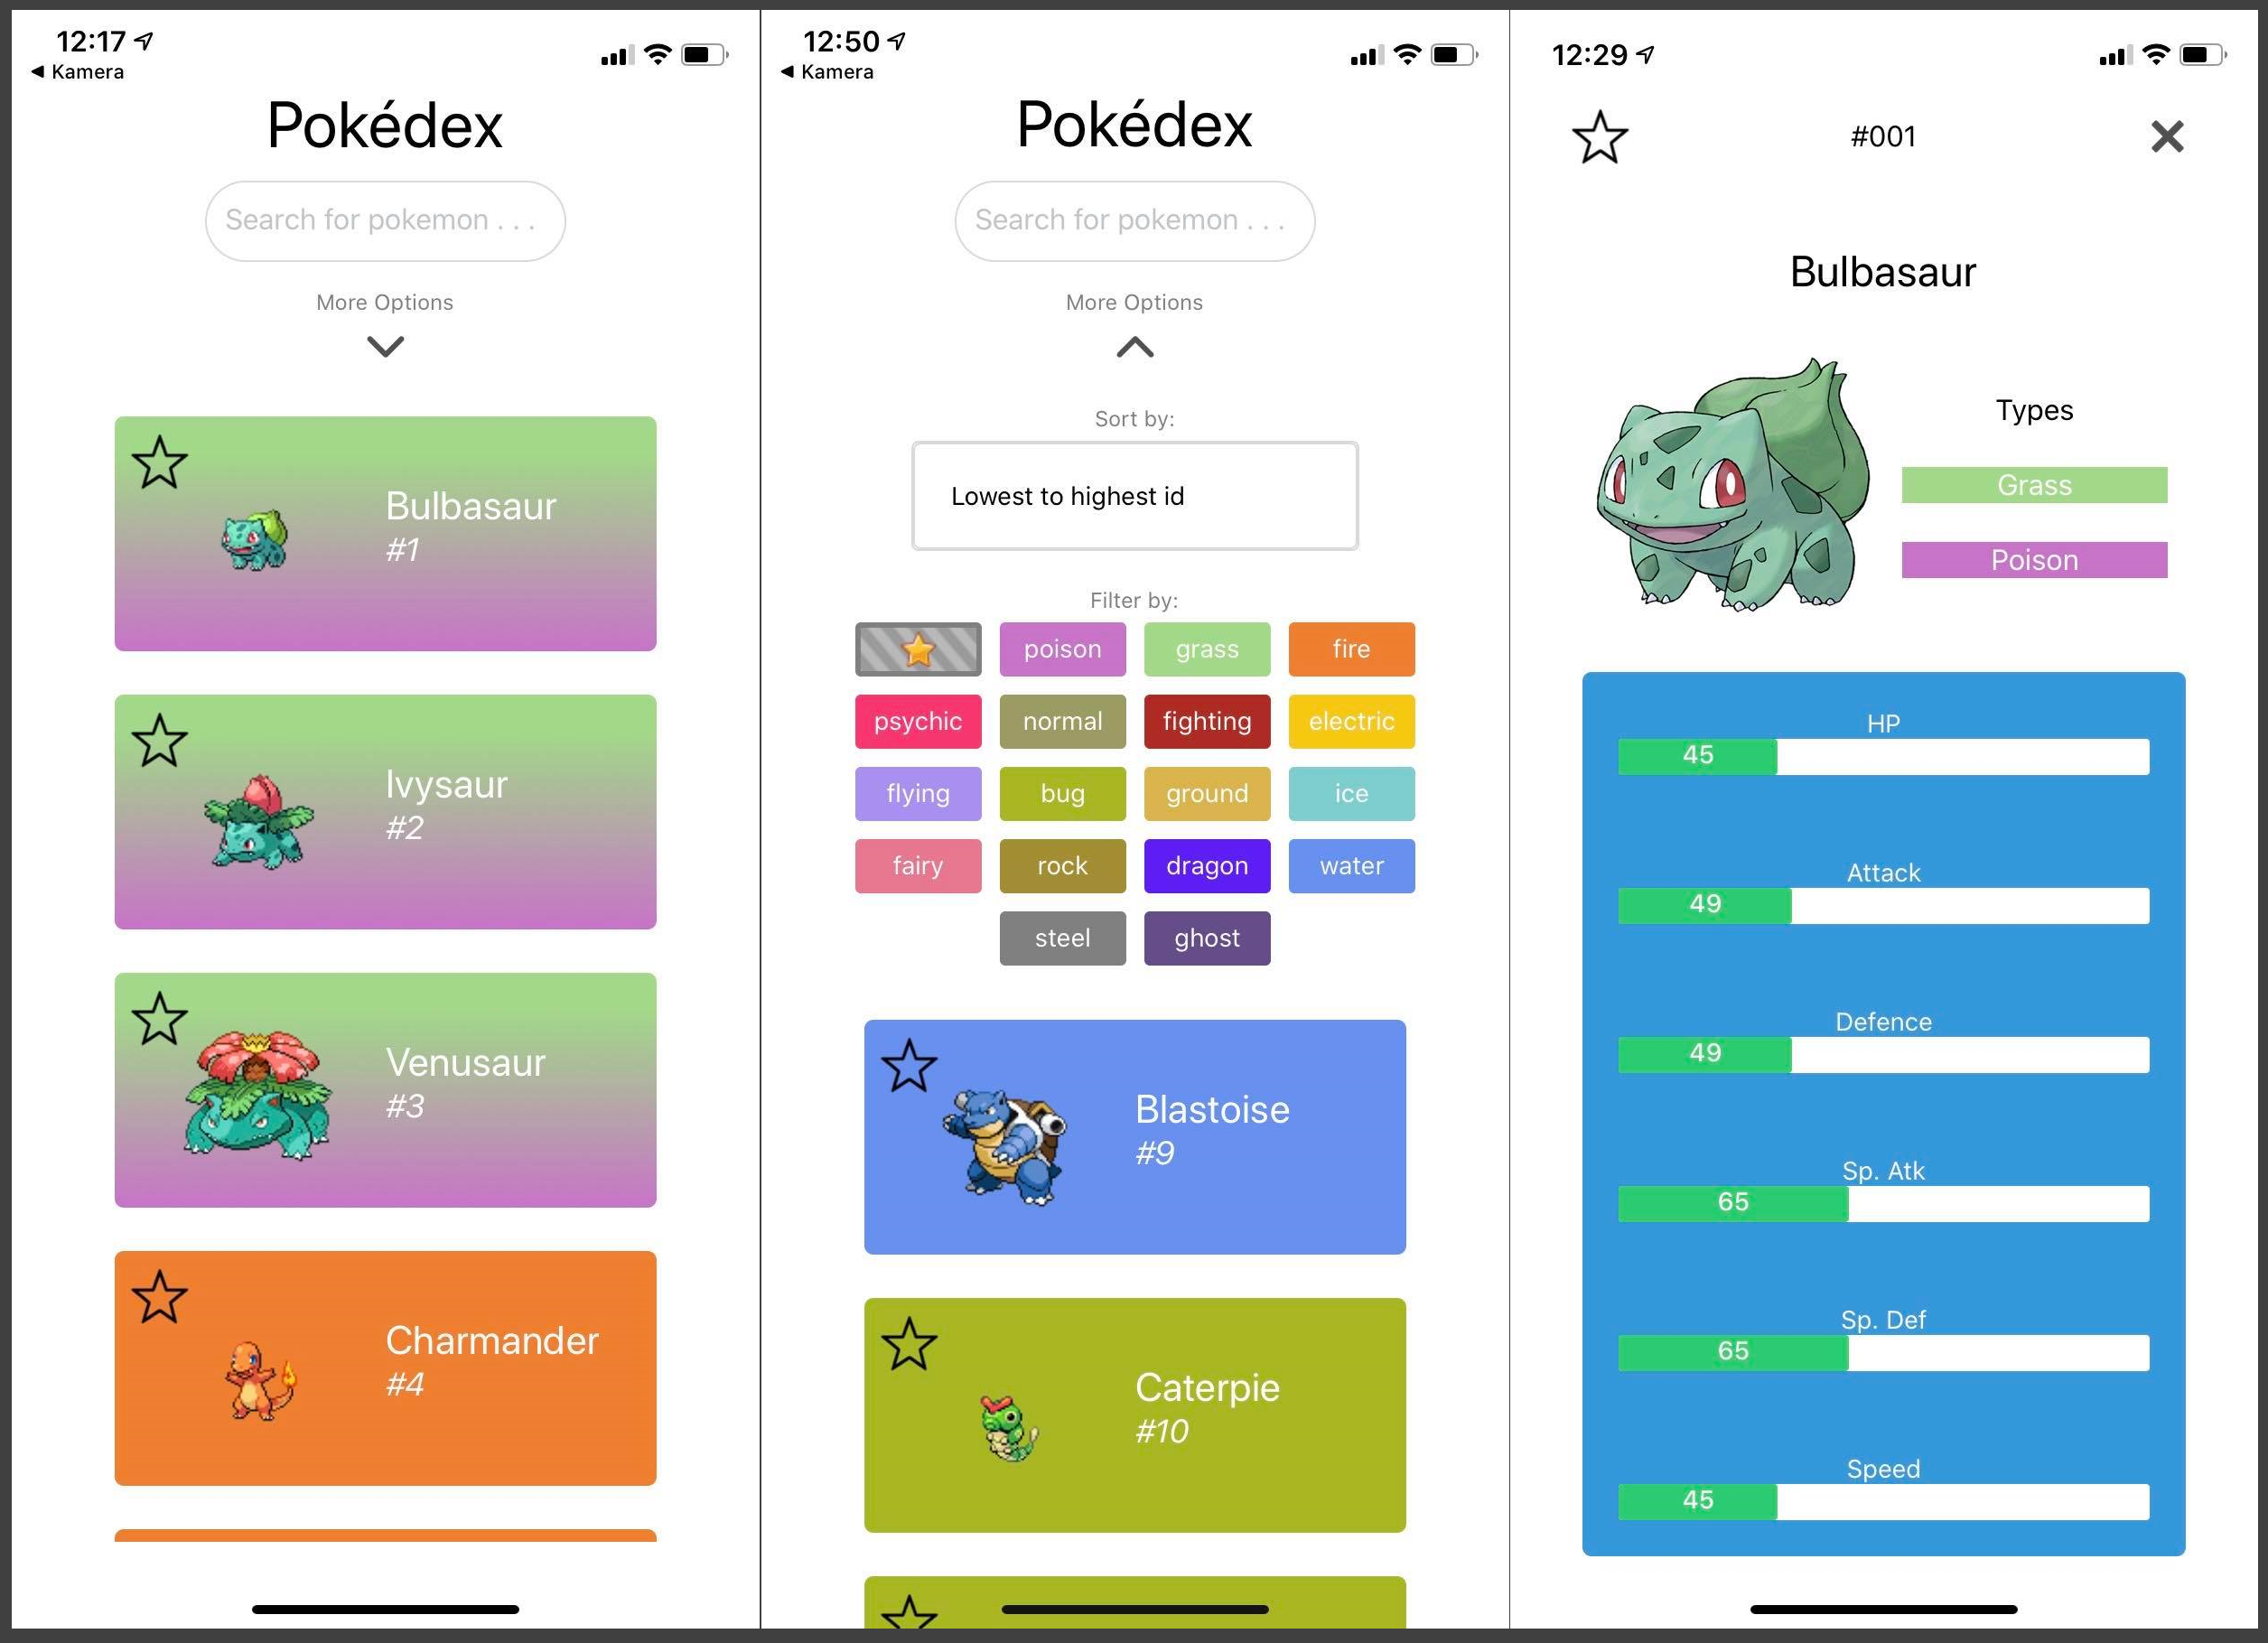 12:17
◀ Kamera
Pokédex
Search for pokemon . . .
More Options
Bulbasaur
#1
Ivysaur
#2
Venusaur
#3
Charmander
#4
12:50
◀ Kamera
Pokédex
Search for pokemon . . .
More Options
Sort by:
Lowest to highest id
Filter by:
poison grass fire
psychic normal fighting electric
flying bug ground ice
fairy rock dragon water
steel ghost
Blastoise
#9
Caterpie
#10
12:29
#001
Bulbasaur
Types
Grass
Poison
HP
45
Attack
49
Defence
49
Sp. Atk
65
Sp. Def
65
Speed
45